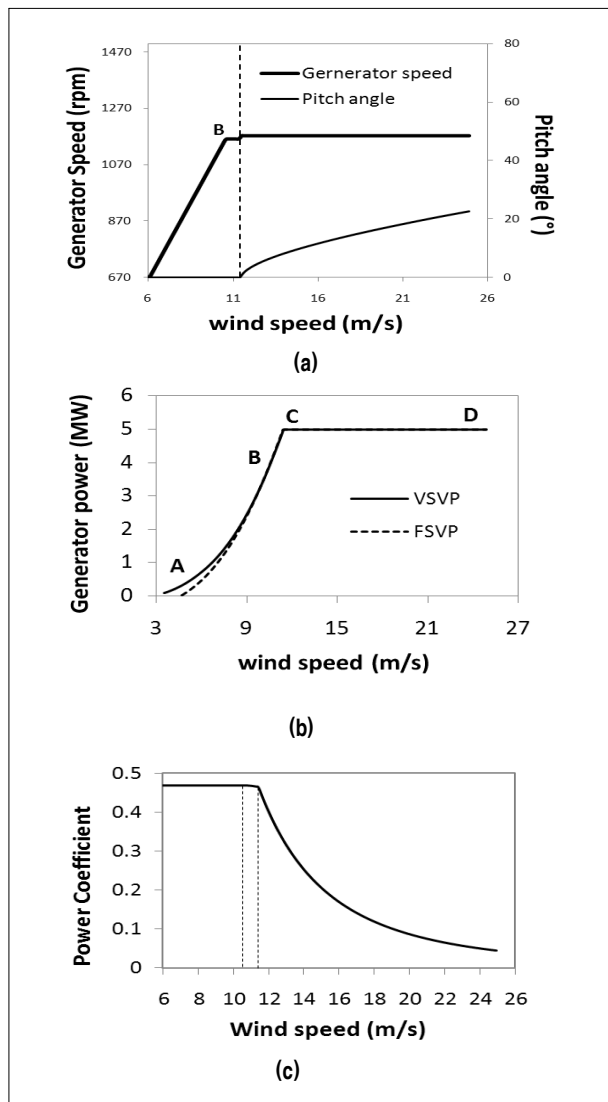 1470
1270
1070
870
670
Generator Speed (rpm)
B
Gernerator speed
Pitch angle
80
60
40
20
0
Pitch angle (°)
6 11 16 21 26
wind speed (m/s)
(a)
6
5
4
3
2
1
0
Generator power (MW)
A
B
C
D
VSVP
FSVP
3 9 15 21 27
wind speed (m/s)
(b)
0.5
0.4
0.3
0.2
0.1
0
Power Coefficient
6 8 10 12 14 16 18 20 22 24 26
Wind speed (m/s)
(c)